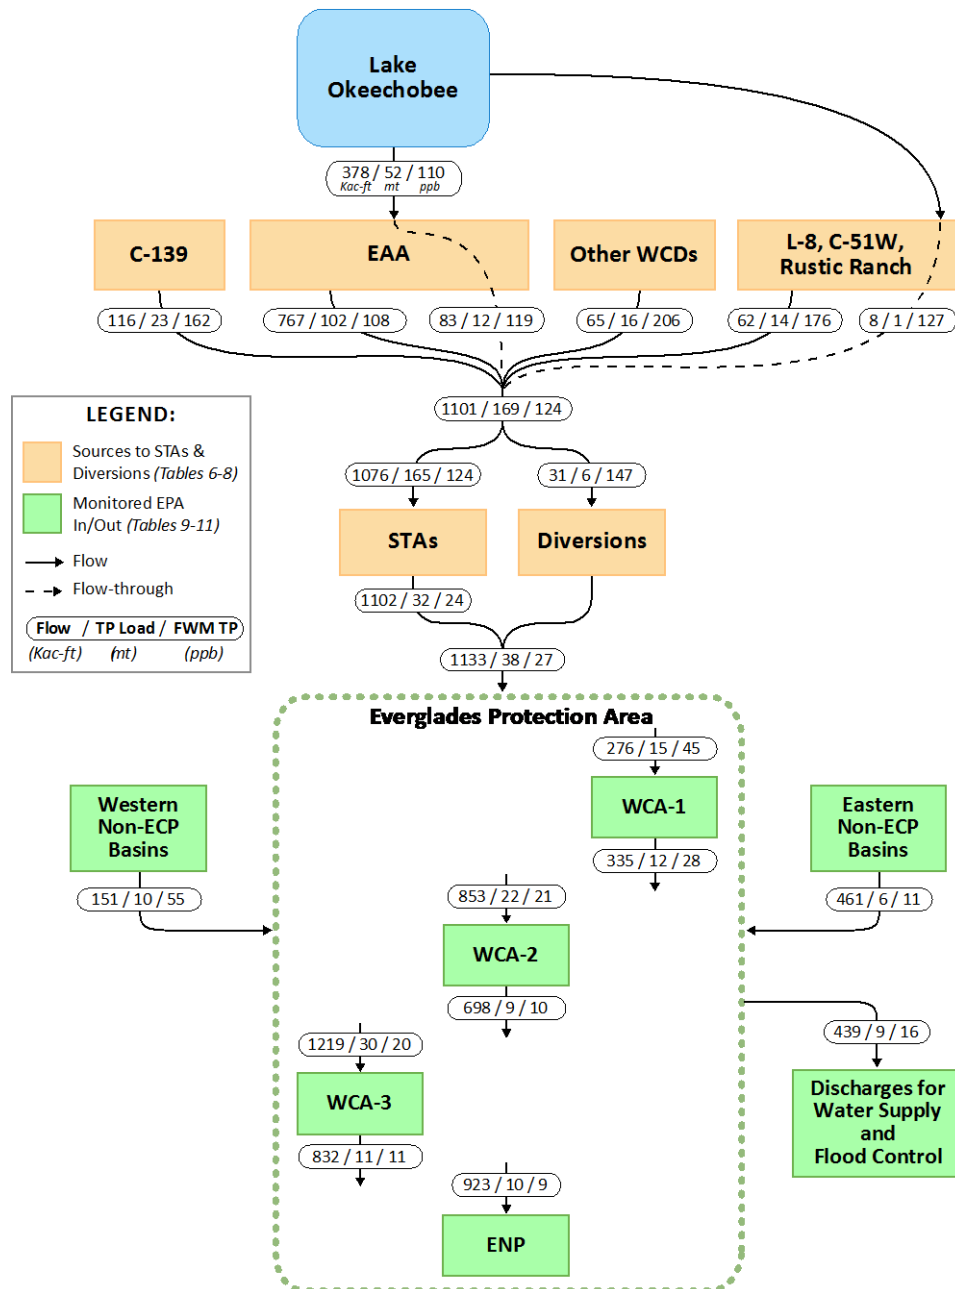 Lake
Okeechobee
378 / 52 / 110
Kac-ft mt ppb
C-139
EAA
Other WCDs
L-8, C-51W,
Rustic Ranch
116 / 23 / 162
767 / 102 / 108
83 / 12 / 119
65 / 16 / 206
62 / 14 / 176
8 / 1 / 127
1101 / 169 / 124
LEGEND:
Sources to STAs &
Diversions (Tables 6-8)
Monitored EPA
In/Out (Tables 9-11)
Flow
Flow-through
Flow / TP Load / FWM TP
(Kac-ft) (mt) (ppb)
1076 / 165 / 124
31 / 6 / 147
STAs
Diversions
1102 / 32 / 24
1133 / 38 / 27
Everglades Protection Area
276 / 15 / 45
WCA-1
335 / 12 / 28
Western
Non-ECP
Basins
151 / 10 / 55
Eastern
Non-ECP
Basins
461 / 6 / 11
853 / 22 / 21
WCA-2
698 / 9 / 10
439 / 9 / 16
Discharges for
Water Supply
and
Flood Control
1219 / 30 / 20
WCA-3
832 / 11 / 11
923 / 10 / 9
ENP